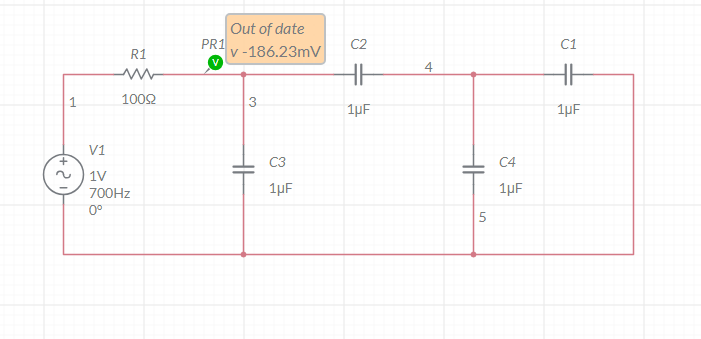 Out of date
PR1
v -186.23mV
V
R1
100Ω
1
3
C2
1µF
4
C1
1µF
V1
1V
700Hz
0°
C3
1µF
C4
1µF
5